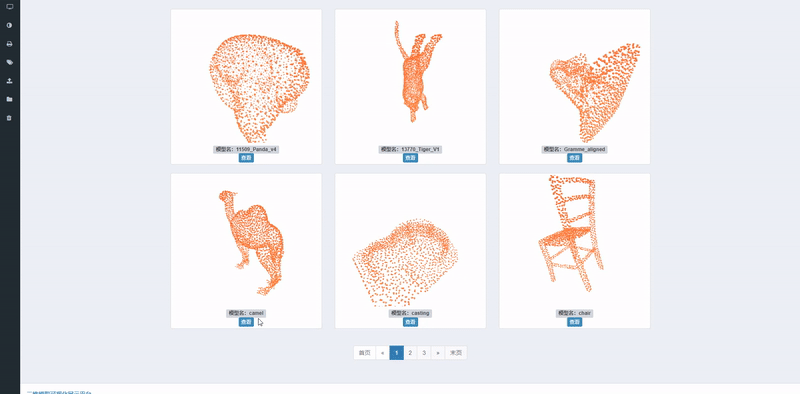 模型名：11509_Panda_v4
查看
模型名：13770_Tiger_V1
查看
模型名：Gramme_aligned
查看
模型名：camel
查看
模型名：casting
查看
模型名：chair
查看
首页 « 1 2 3 » 末页